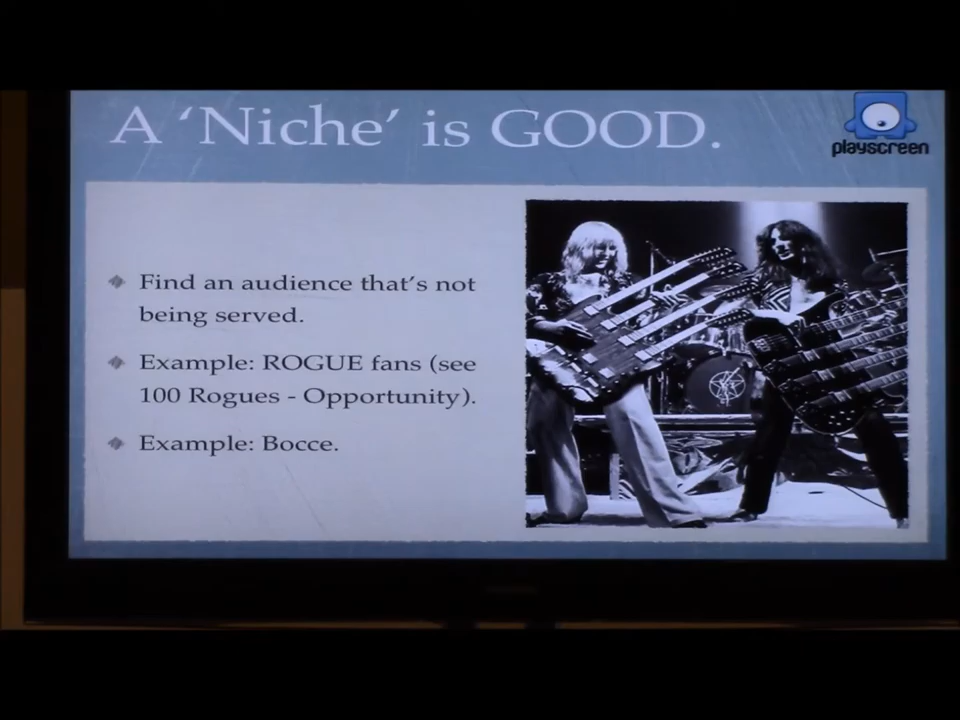 A ‘Niche’ is GOOD.
playscreen
Find an audience that’s not
being served.
Example: ROGUE fans (see
100 Rogues - Opportunity).
Example: Bocce.